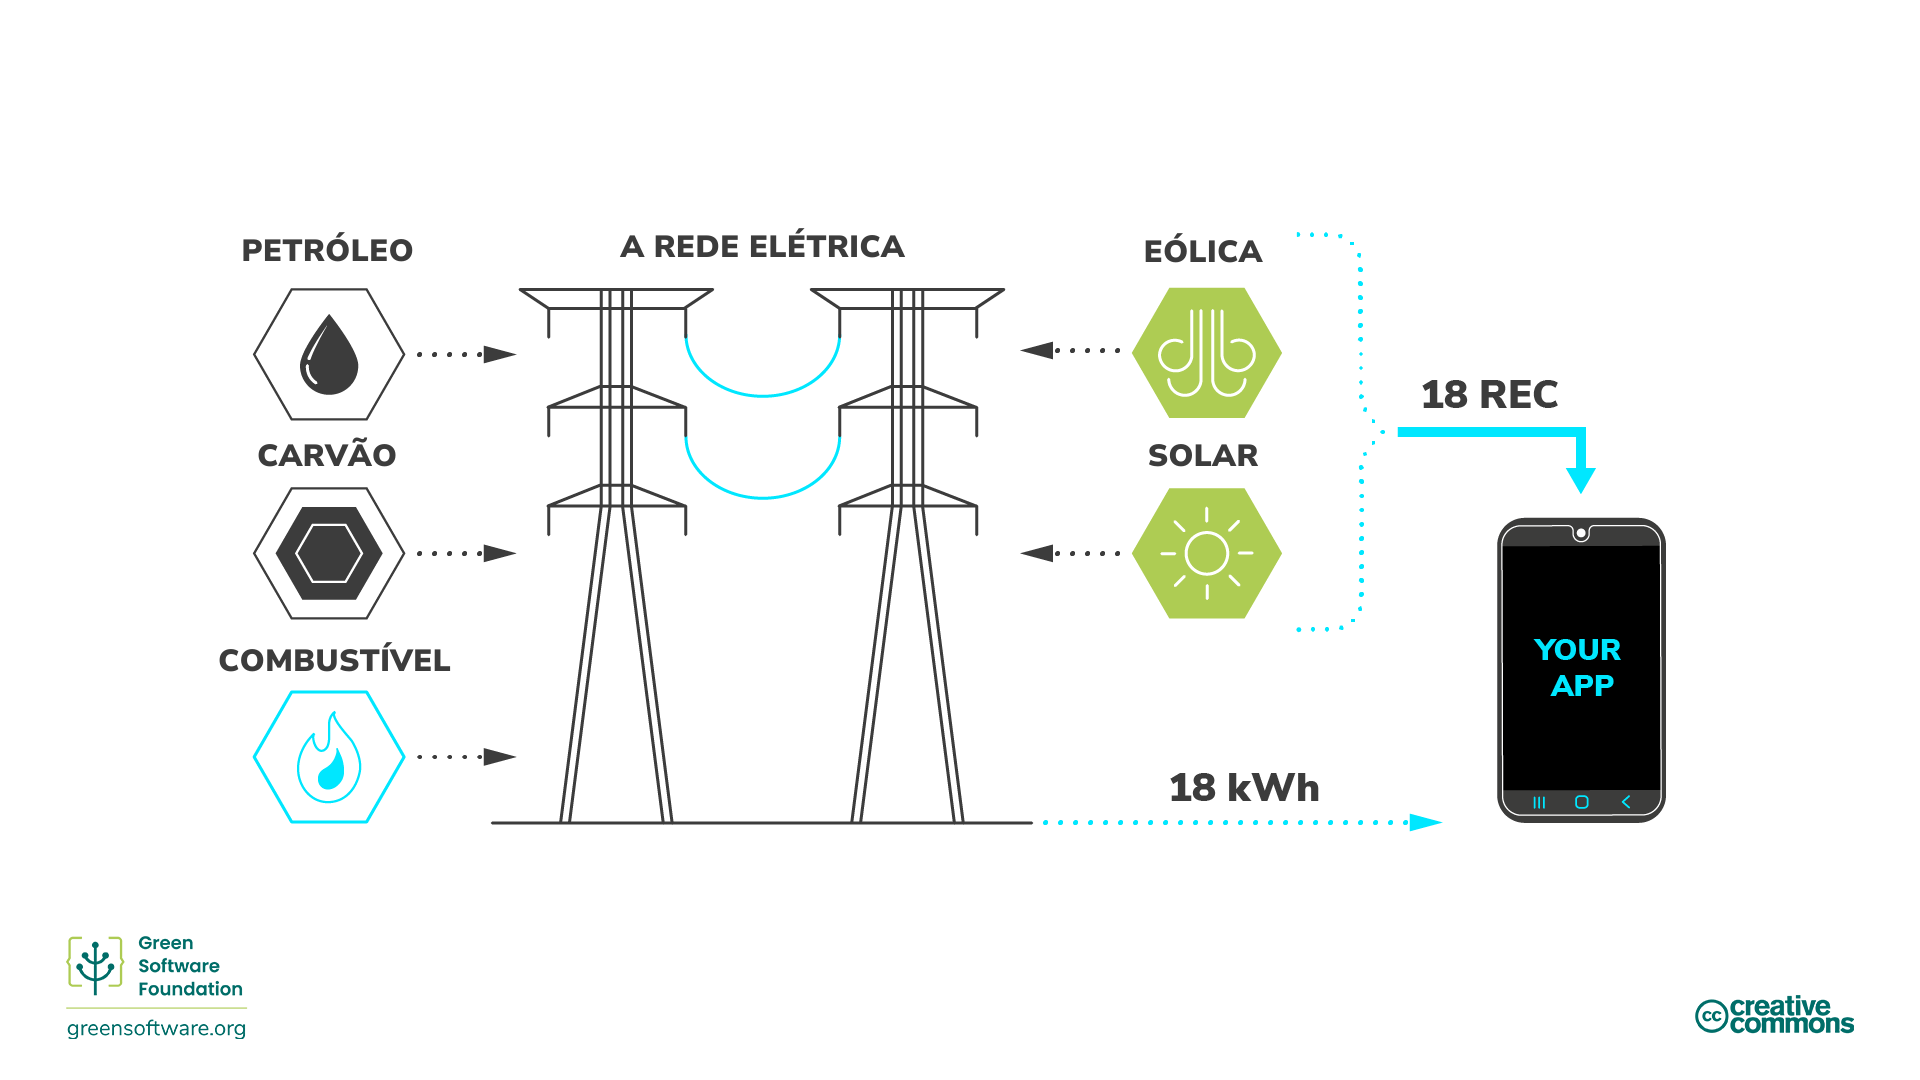 PETRÓLEO
A REDE ELÉTRICA
EÓLICA
18 REC
CARVÃO
SOLAR
COMBUSTÍVEL
YOUR
APP
18 kWh
Green
Software
Foundation
greensoftware.org
cc creative
commons